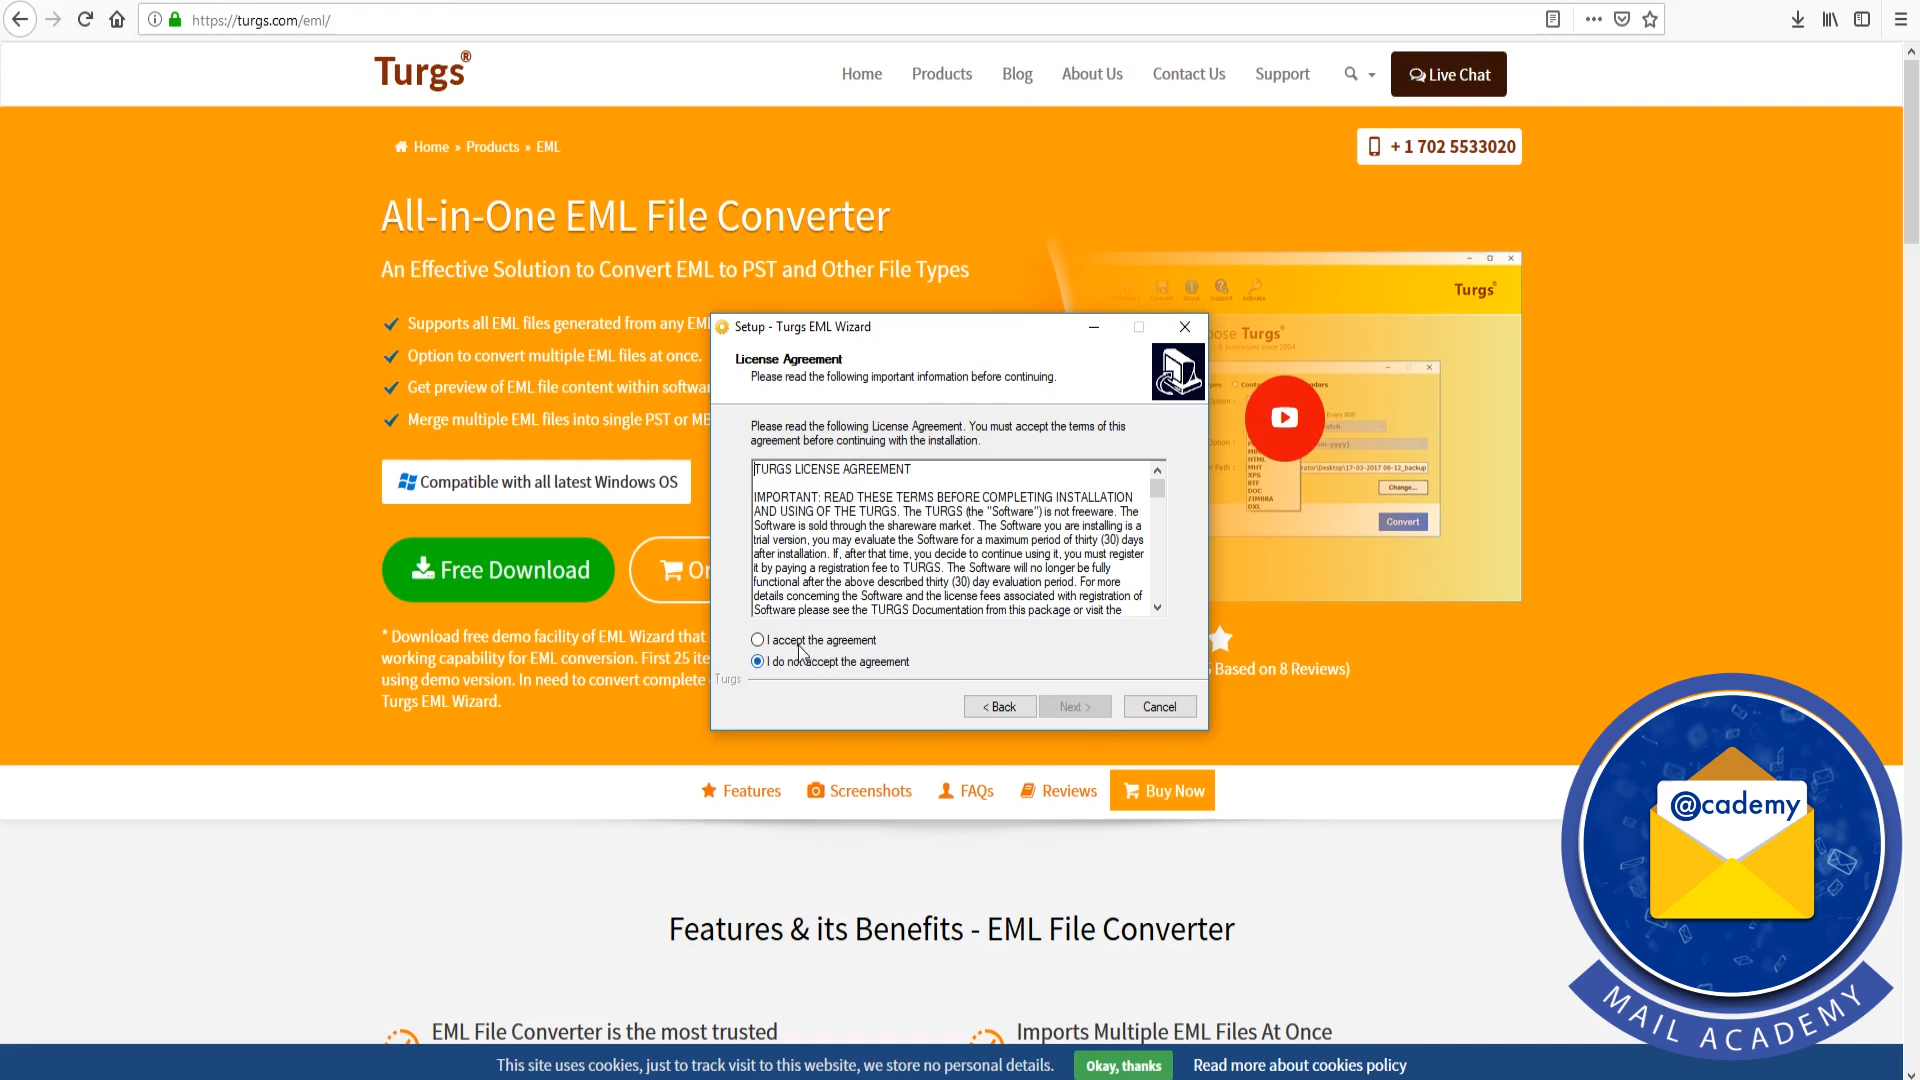 https://turgs.com/eml/
Turgs®
Home Products Blog About Us Contact Us Support Live Chat
Home » Products » EML
+ 1 702 5533020
All-in-One EML File Converter
An Effective Solution to Convert EML to PST and Other File Types
Supports all EML files generated from any EM
Option to convert multiple EML files at once.
Get preview of EML file content within softwar
Merge multiple EML files into single PST or MB
Compatible with all latest Windows OS
Free Download
Or
* Download free demo facility of EML Wizard that
working capability for EML conversion. First 25 ite
using demo version. In need to convert complete
Turgs EML Wizard.
Setup - Turgs EML Wizard
License Agreement
Please read the following important information before continuing.
Please read the following License Agreement. You must accept the terms of this
agreement before continuing with the installation.
TURGS LICENSE AGREEMENT
IMPORTANT: READ THESE TERMS BEFORE COMPLETING INSTALLATION
AND USING OF THE TURGS. The TURGS (the "Software") is not freeware. The
Software is sold through the shareware market. The Software you are installing is a
trial version, you may evaluate the Software for a maximum period of thirty (30) days
after installation. If, after that time, you decide to continue using it, you must register
it by paying a registration fee to TURGS. The Software will no longer be fully
functional after the above described thirty (30) day evaluation period. For more
details concerning the Software and the license fees associated with registration of
Software please see the TURGS Documentation from this package or visit the
I accept the agreement
I do not accept the agreement
Turgs
< Back Next > Cancel
Turgs®
Turgs®
since 2004
Every NSF
Change...
Convert
MHT
XPS
RTF
DOC
ZIMBRA
DXL
Based on 8 Reviews)
Features Screenshots FAQs Reviews Buy Now
Features & its Benefits - EML File Converter
EML File Converter is the most trusted
Imports Multiple EML Files At Once
This site uses cookies, just to track visit to this website, we store no personal details. Okay, thanks Read more about cookies policy
@cademy
MAIL ACADEMY